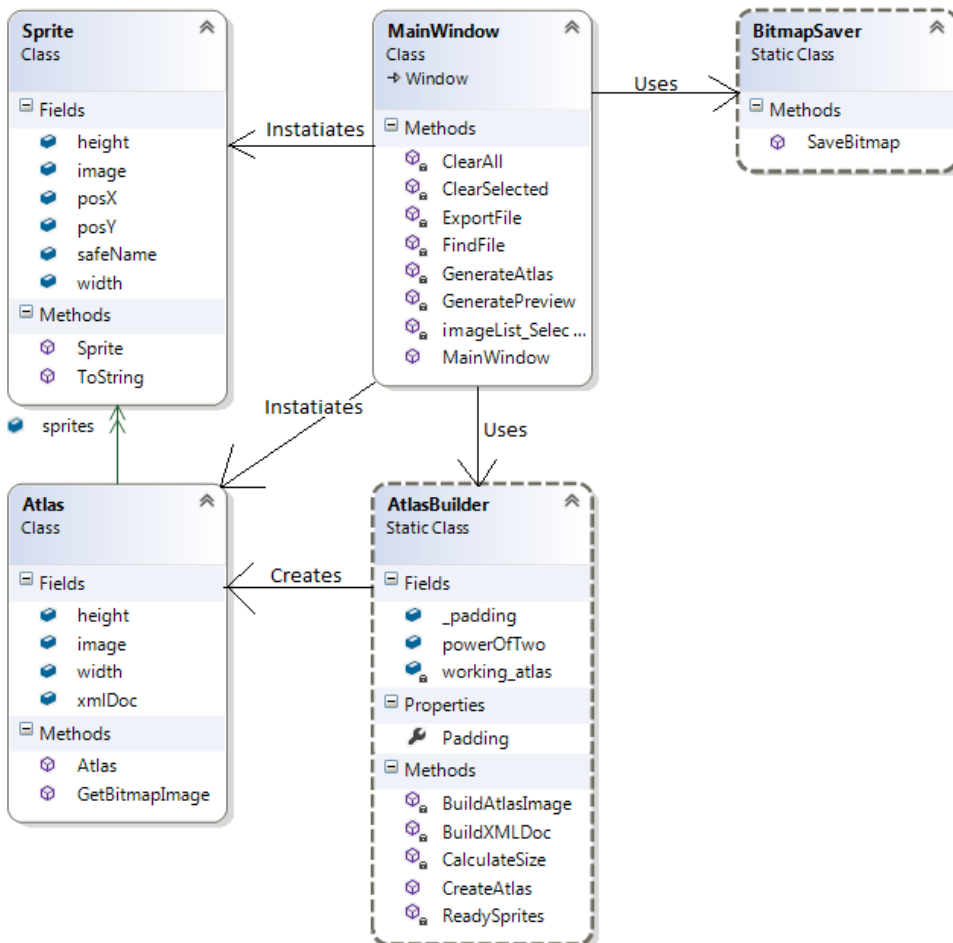 Sprite
Class
Fields
height
image
posX
posY
safeName
width
Methods
Sprite
ToString
sprites
Instatiates
MainWindow
Class
Window
Methods
ClearAll
ClearSelected
ExportFile
FindFile
GenerateAtlas
GeneratePreview
imageList_Selec ...
MainWindow
Uses
BitmapSaver
Static Class
Methods
SaveBitmap
Instatiates
Uses
Atlas
Class
Fields
height
image
width
xmlDoc
Methods
Atlas
GetBitmapImage
Creates
AtlasBuilder
Static Class
Fields
_padding
powerOfTwo
working_atlas
Properties
Padding
Methods
BuildAtlasImage
BuildXMLDoc
CalculateSize
CreateAtlas
ReadySprites